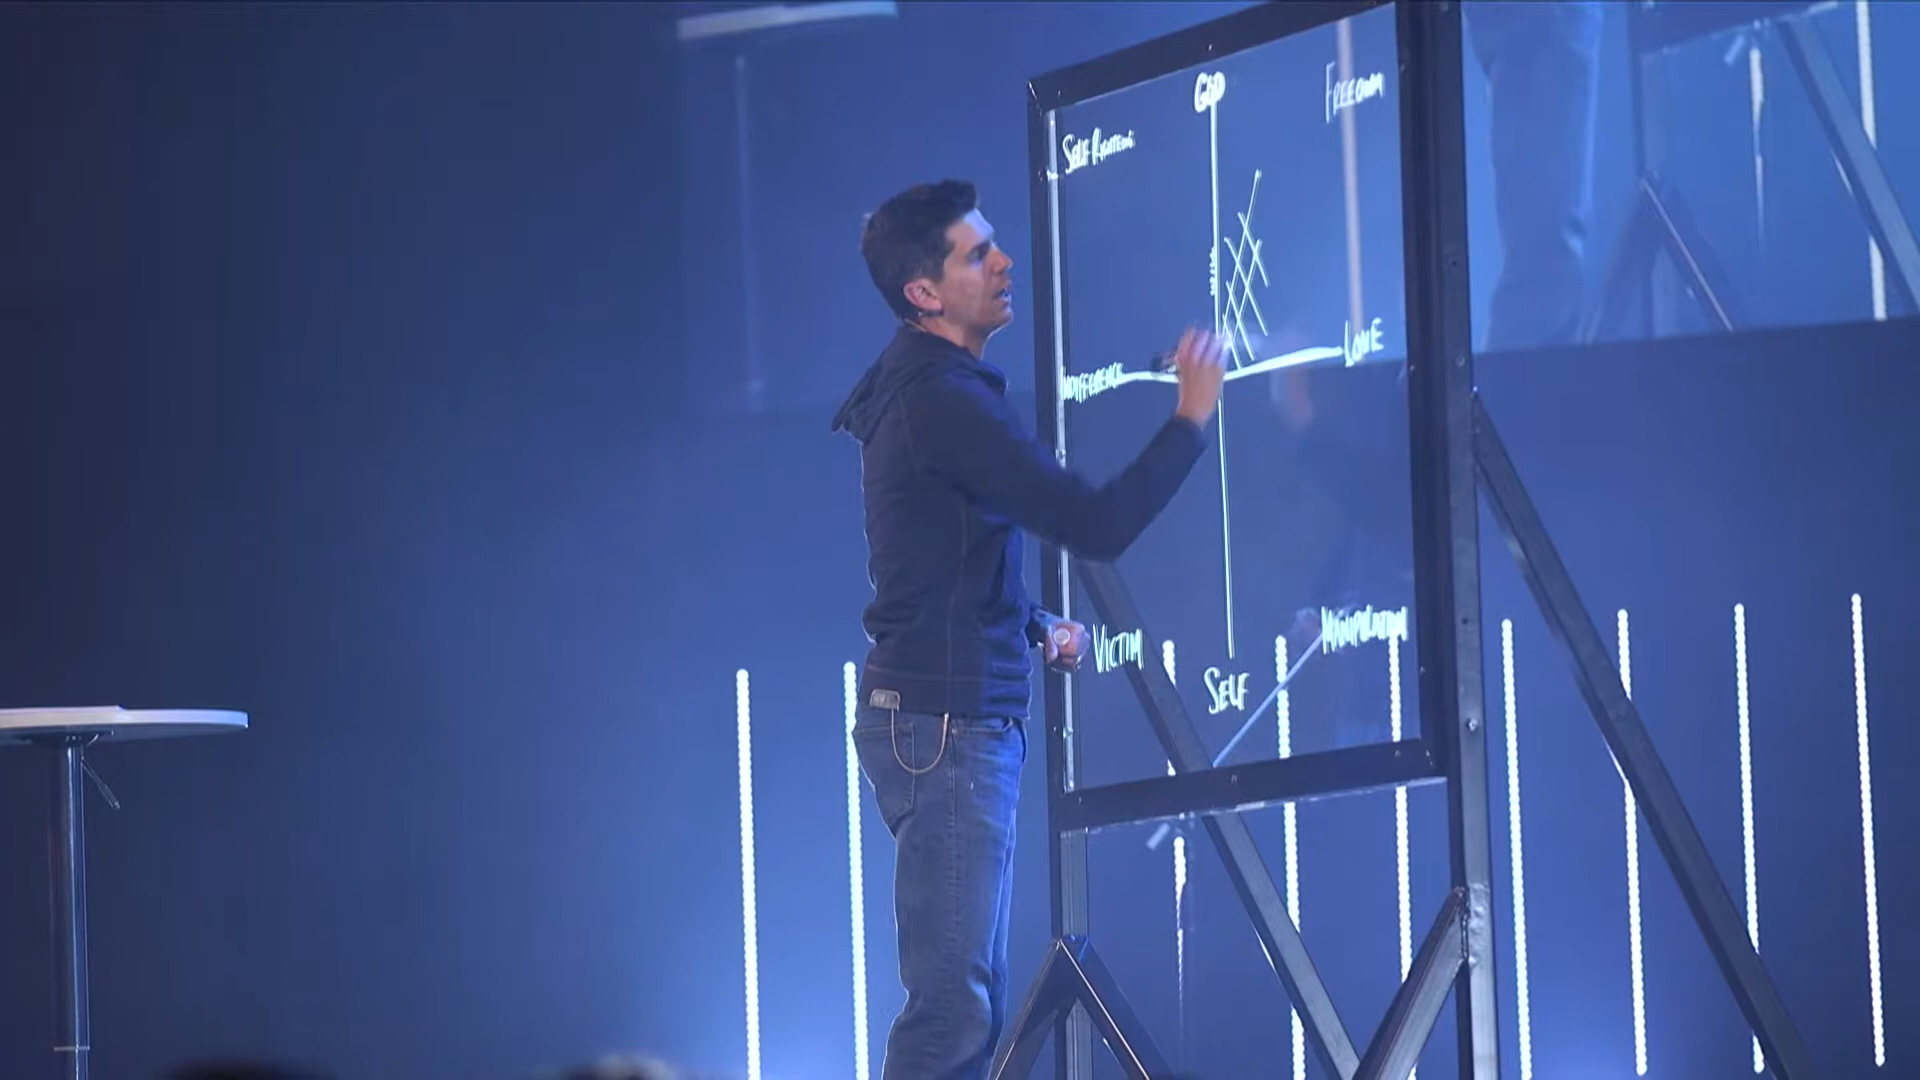 GOD
FREEDOM
SELF RIGHTEOUS
LOVE
INDIFFERENCE
VICTIM
MANIPULATION
SELF